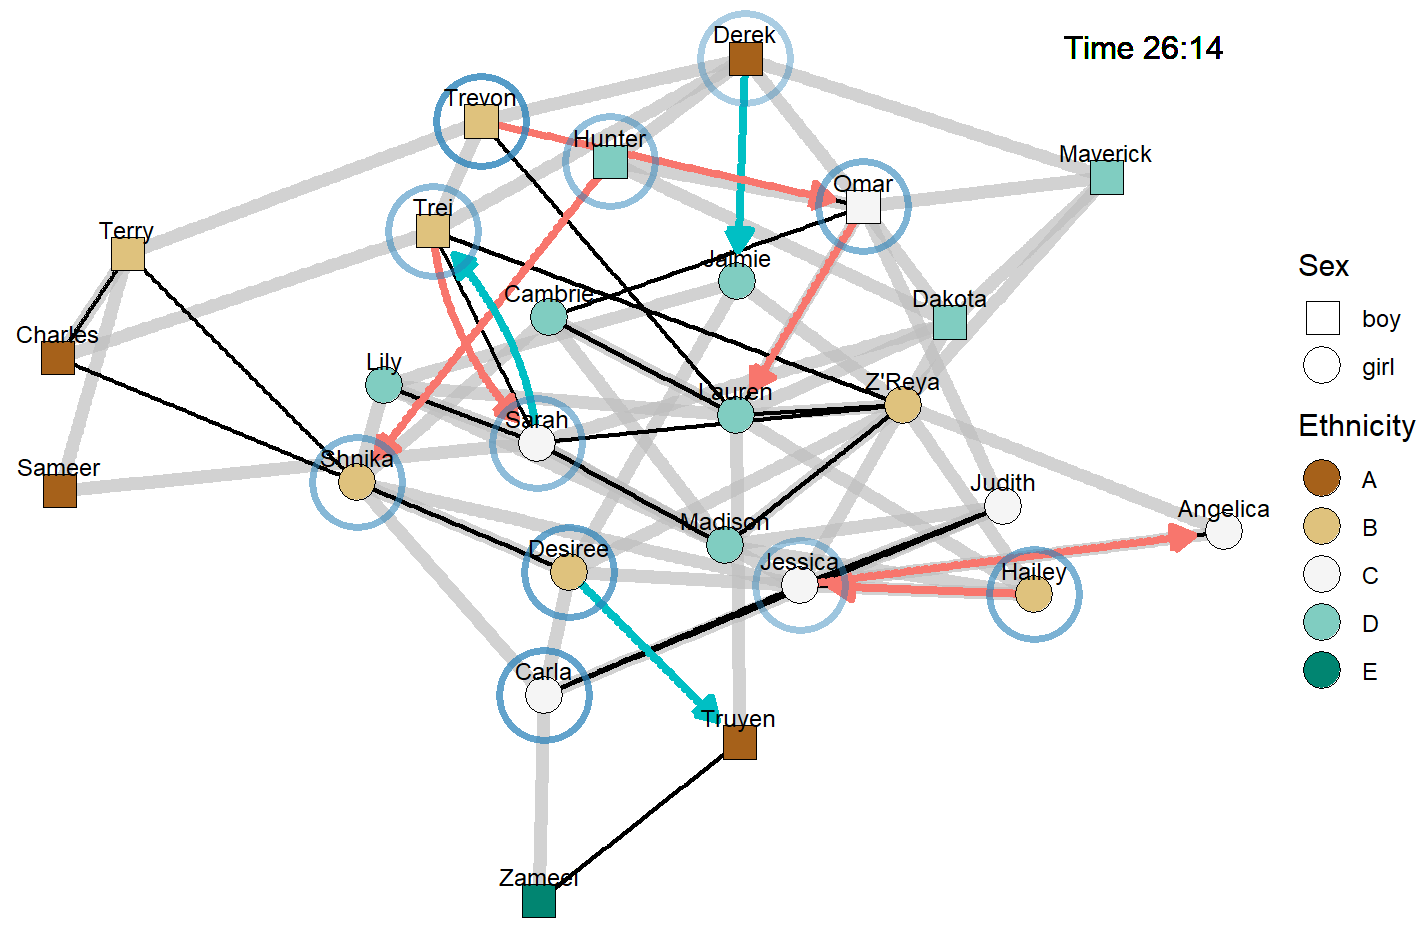 Derek
Time 26:14
Trevon
Hunter
Maverick
Omar
Trei
Terry
Jaimie
Cambrie
Dakota
Charles
Lily
Z'Reya
Lauren
Sarah
Shnika
Sameer
Judith
Angelica
Madison
Desiree
Jessica
Hailey
Carla
Truyen
Zameel
Sex
boy
girl
Ethnicity
A
B
C
D
E